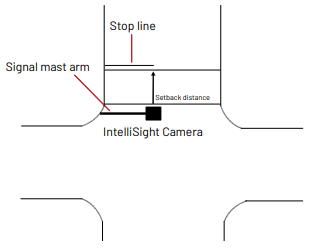 Stop line
Signal mast arm
Setback distance
IntelliSight Camera